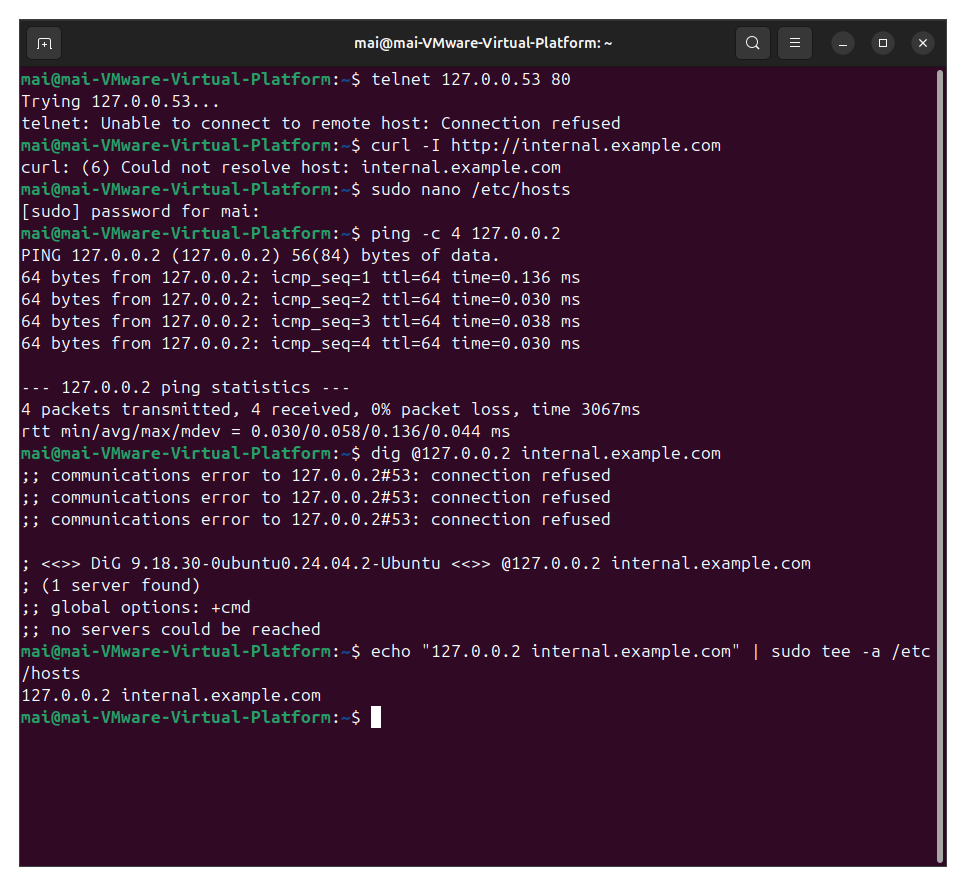 mai@mai-VMware-Virtual-Platform: ~
mai@mai-VMware-Virtual-Platform:~$ telnet 127.0.0.53 80
Trying 127.0.0.53...
telnet: Unable to connect to remote host: Connection refused
mai@mai-VMware-Virtual-Platform:~$ curl -I http://internal.example.com
curl: (6) Could not resolve host: internal.example.com
mai@mai-VMware-Virtual-Platform:~$ sudo nano /etc/hosts
[sudo] password for mai:
mai@mai-VMware-Virtual-Platform:~$ ping -c 4 127.0.0.2
PING 127.0.0.2 (127.0.0.2) 56(84) bytes of data.
64 bytes from 127.0.0.2: icmp_seq=1 ttl=64 time=0.136 ms
64 bytes from 127.0.0.2: icmp_seq=2 ttl=64 time=0.030 ms
64 bytes from 127.0.0.2: icmp_seq=3 ttl=64 time=0.038 ms
64 bytes from 127.0.0.2: icmp_seq=4 ttl=64 time=0.030 ms
--- 127.0.0.2 ping statistics ---
4 packets transmitted, 4 received, 0% packet loss, time 3067ms
rtt min/avg/max/mdev = 0.030/0.058/0.136/0.044 ms
mai@mai-VMware-Virtual-Platform:~$ dig @127.0.0.2 internal.example.com
;; communications error to 127.0.0.2#53: connection refused
;; communications error to 127.0.0.2#53: connection refused
;; communications error to 127.0.0.2#53: connection refused
; <<>> DiG 9.18.30-0ubuntu0.24.04.2-Ubuntu <<>> @127.0.0.2 internal.example.com
; (1 server found)
;; global options: +cmd
;; no servers could be reached
mai@mai-VMware-Virtual-Platform:~$ echo "127.0.0.2 internal.example.com" | sudo tee -a /etc
/hosts
127.0.0.2 internal.example.com
mai@mai-VMware-Virtual-Platform:~$